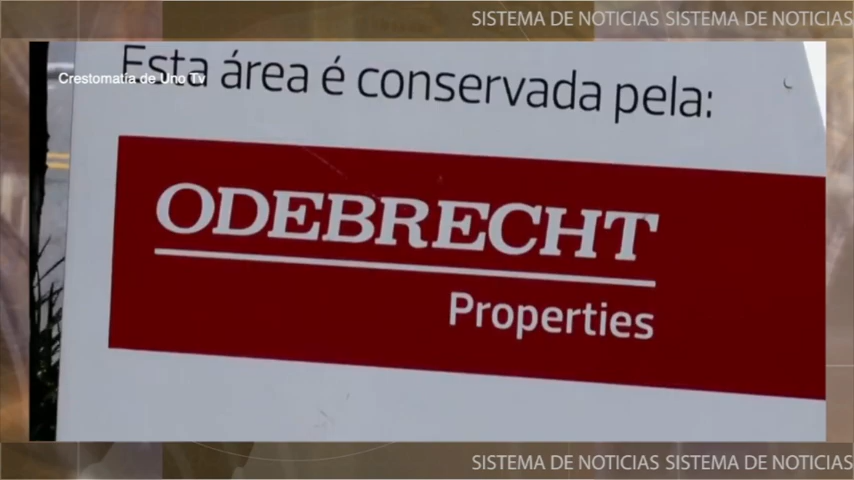 SISTEMA DE NOTICIAS SISTEMA DE NOTICIAS
Esta área é conservada pela:
Crestomatía de Uno Tv
ODEBRECHT
Properties
SISTEMA DE NOTICIAS SISTEMA DE NOTICIAS